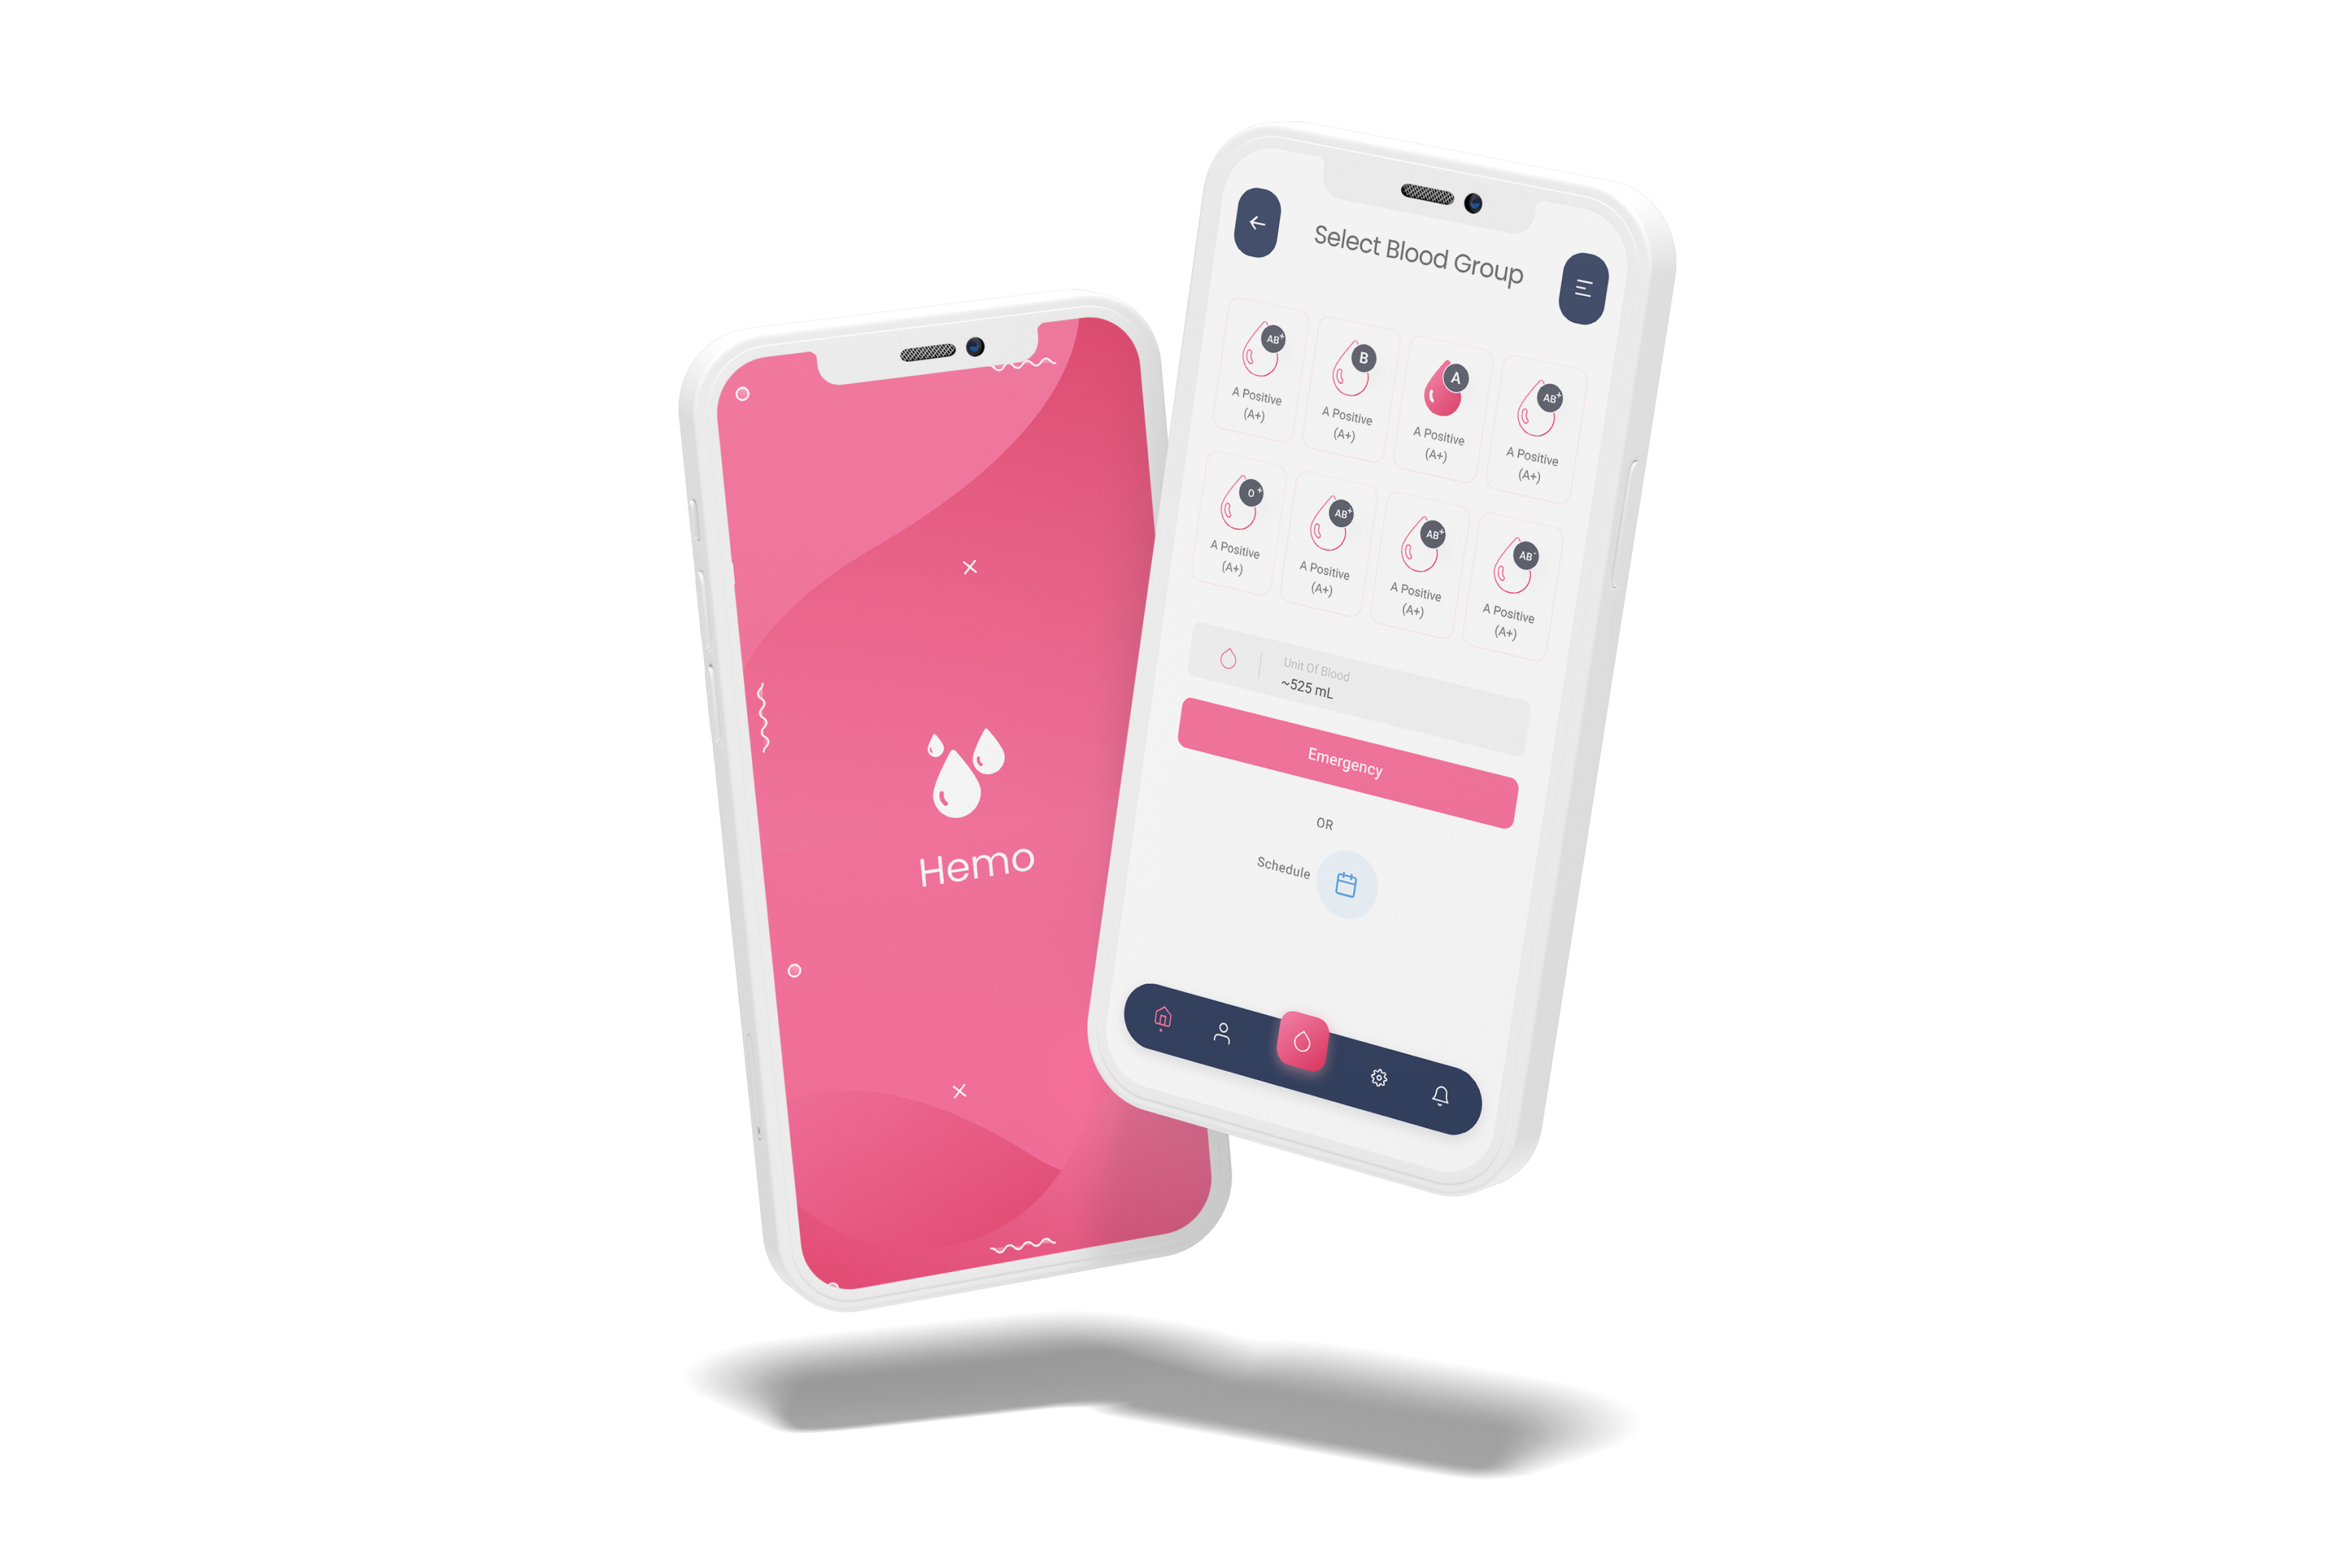 Hemo
Select Blood Group
AB+
B
A
AB+
A Positive
(A+)
A Positive
(A+)
A Positive
(A+)
A Positive
(A+)
O+
AB+
AB+
AB-
A Positive
(A+)
A Positive
(A+)
A Positive
(A+)
A Positive
(A+)
Unit Of Blood
~525 mL
Emergency
OR
Schedule